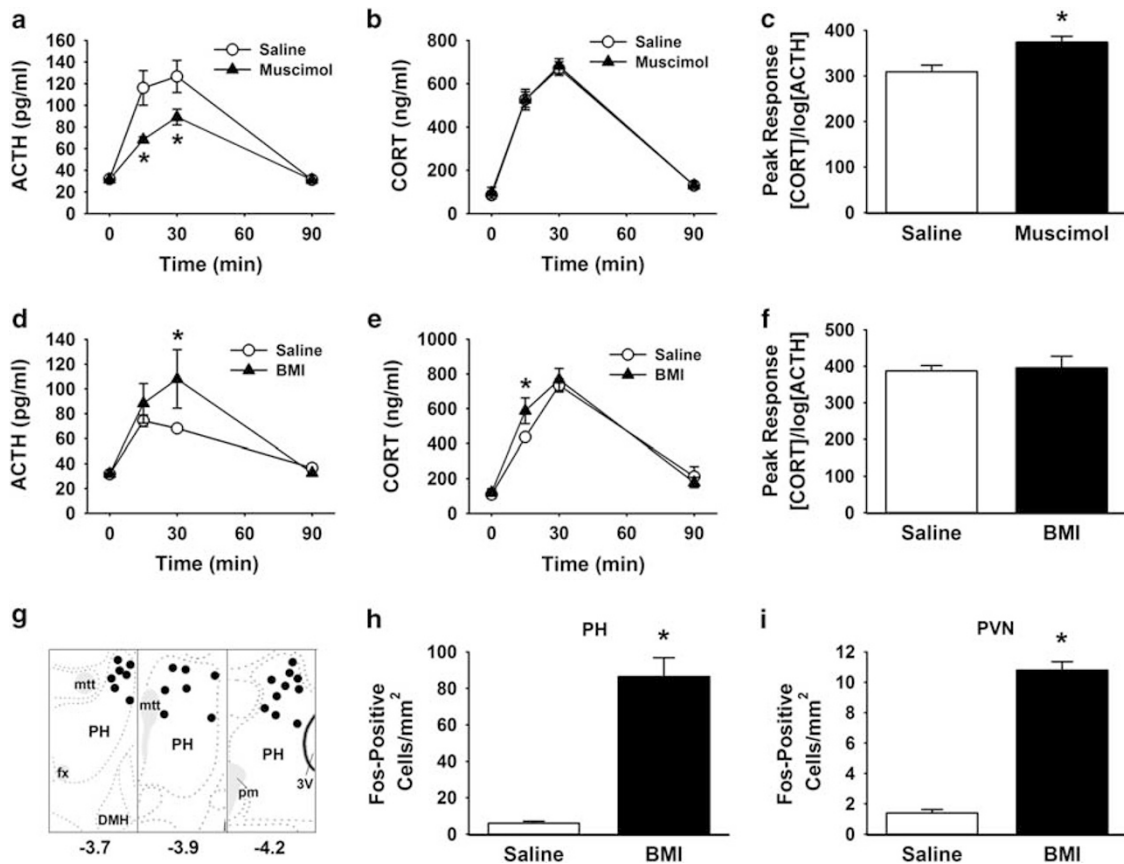 a
160
140
120
100
80
60
40
20
0
ACTH (pg/ml)
Saline
Muscimol
*
*
0 30 60 90
Time (min)
b
800
600
400
200
0
CORT (ng/ml)
Saline
Muscimol
0 30 60 90
Time (min)
c
400
300
200
100
0
Peak Response
[CORT]/log[ACTH]
*
Saline Muscimol
d
140
120
100
80
60
40
20
0
ACTH (pg/ml)
Saline
BMI
*
0 30 60 90
Time (min)
e
1000
800
600
400
200
0
CORT (ng/ml)
Saline
BMI
*
0 30 60 90
Time (min)
f
500
400
300
200
100
0
Peak Response
[CORT]/log[ACTH]
Saline BMI
g
mtt
PH
fx
DMH
mtt
PH
PH
pm
3V
-3.7 -3.9 -4.2
h
PH
100
80
60
40
20
0
Fos-Positive
Cells/mm²
*
Saline BMI
i
PVN
12
10
8
6
4
2
0
Fos-Positive
Cells/mm²
*
Saline BMI